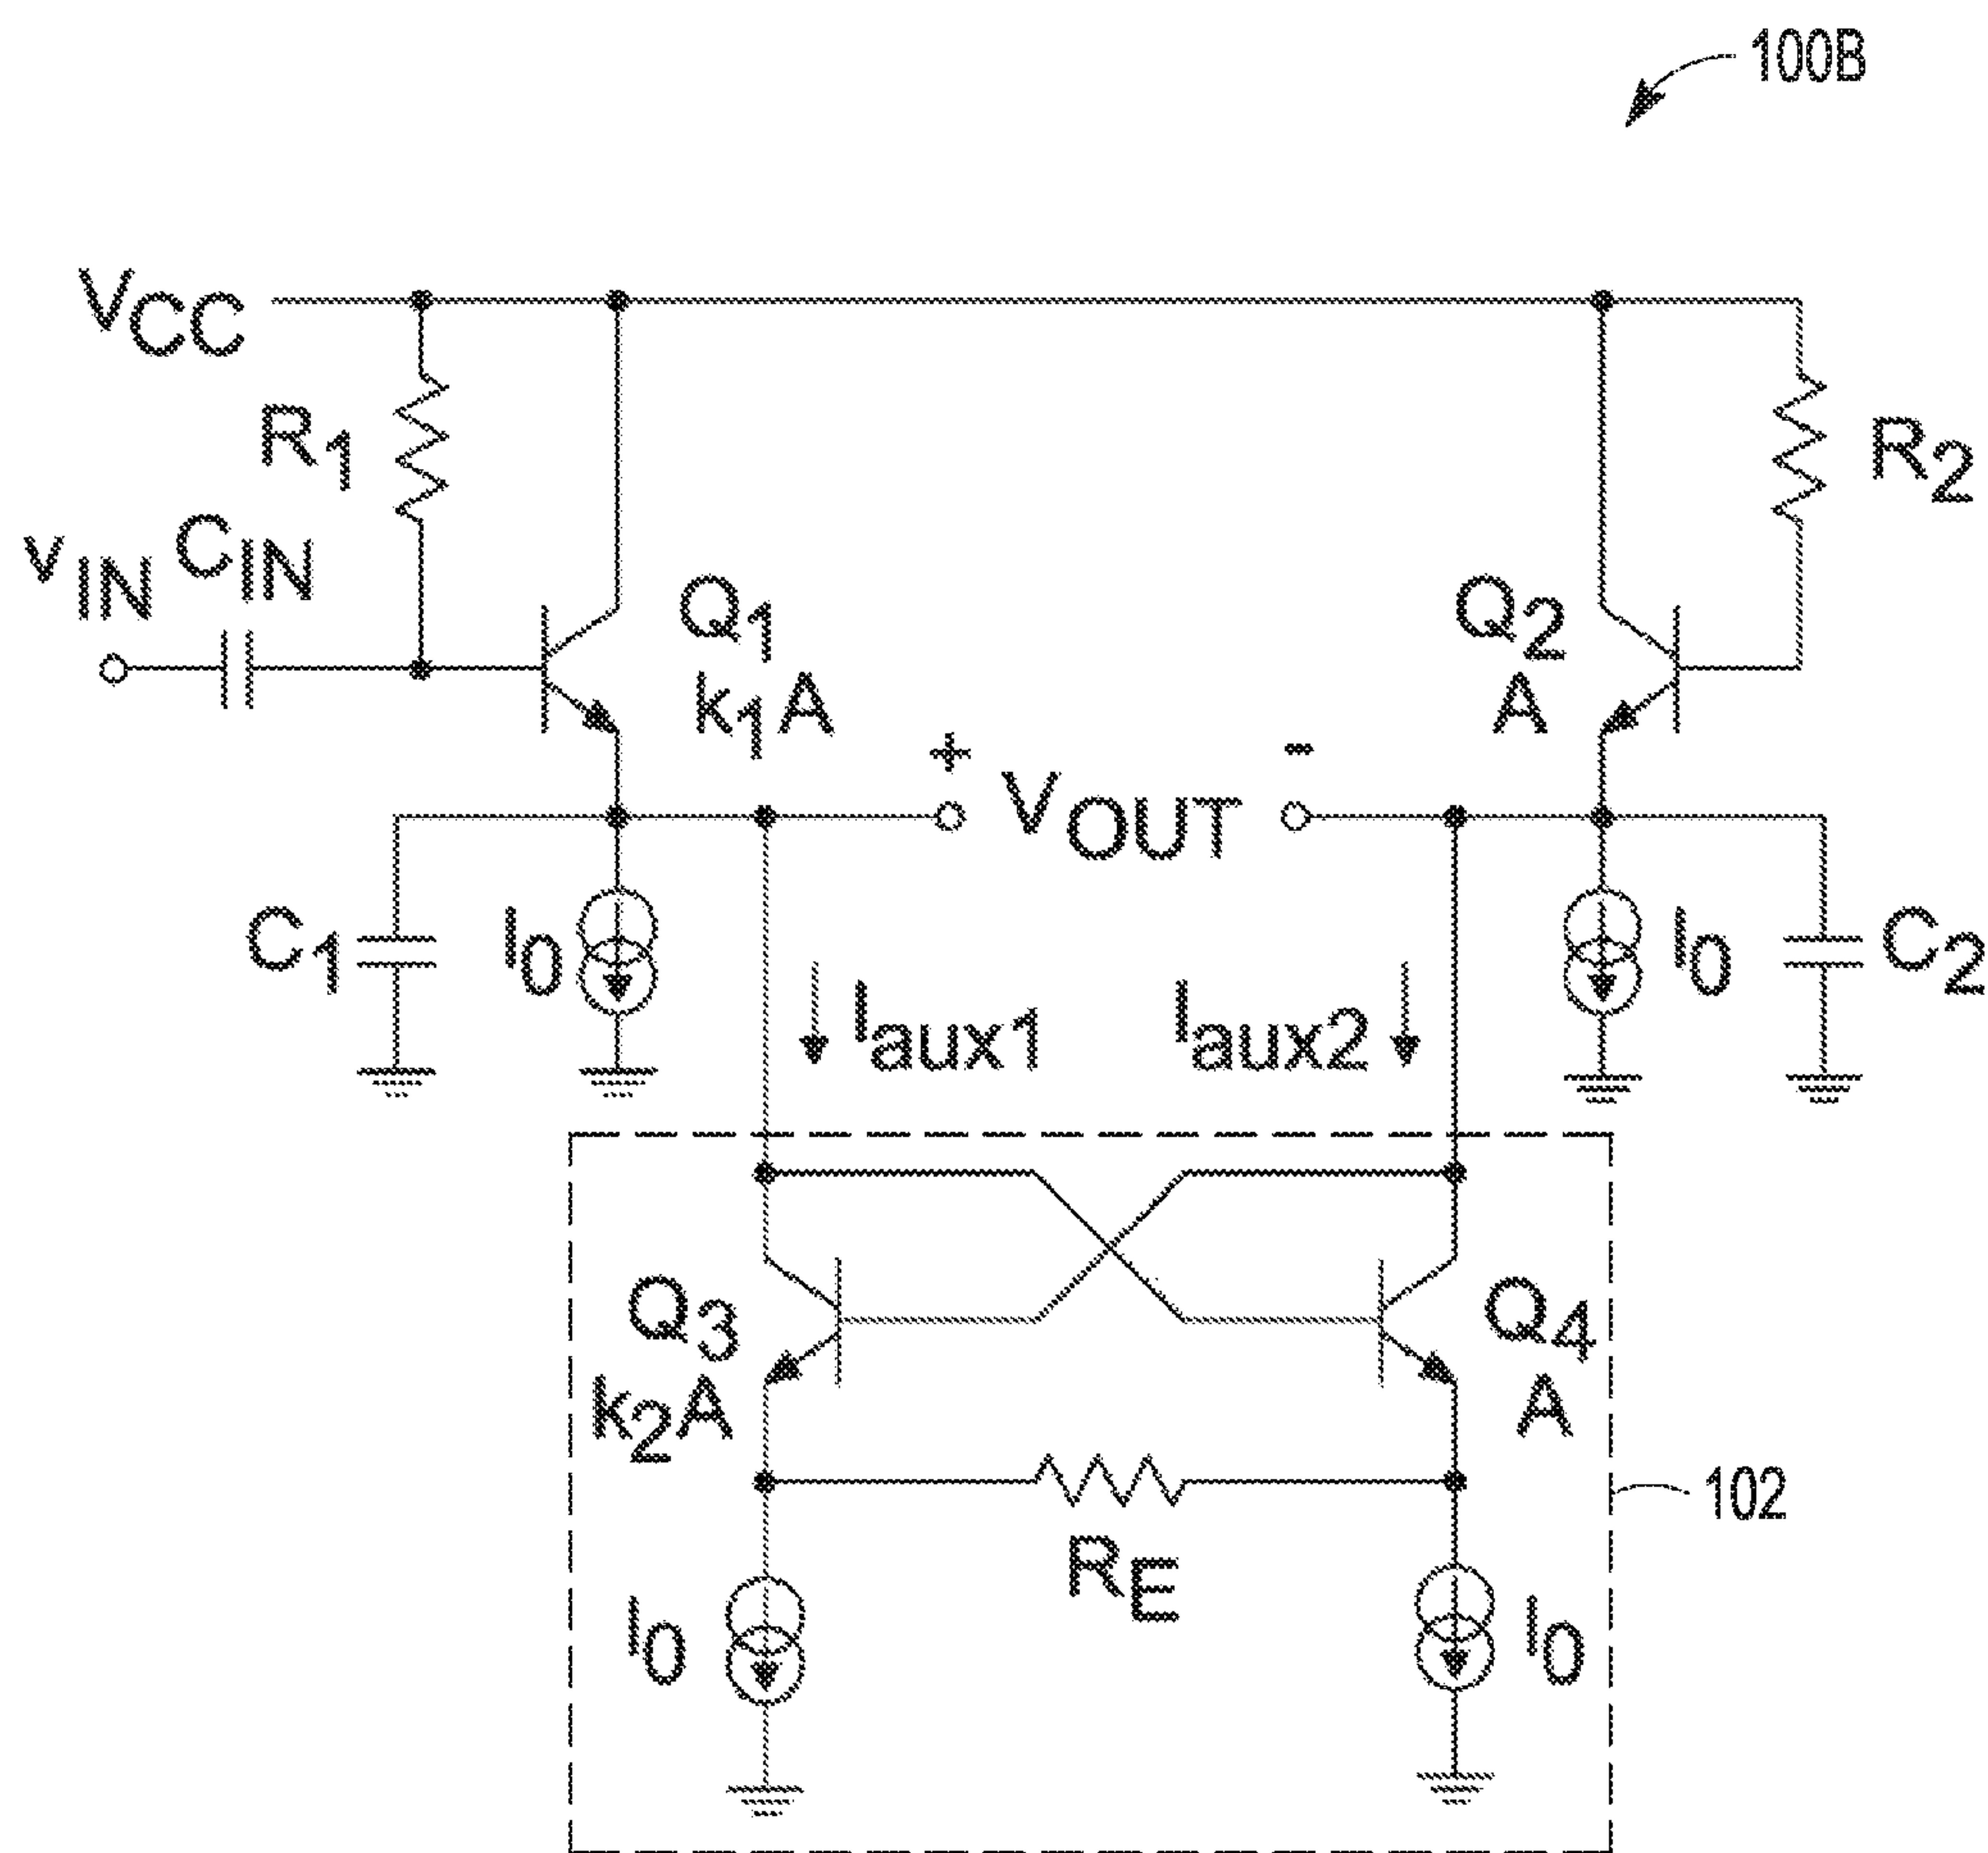 100B
VCC
R1
R2
vIN
CIN
Q1
k1A
Q2
A
+
VOUT
-
C1
I0
Iaux1
Iaux2
I0
C2
Q3
k2A
Q4
A
RE
102
I0
I0